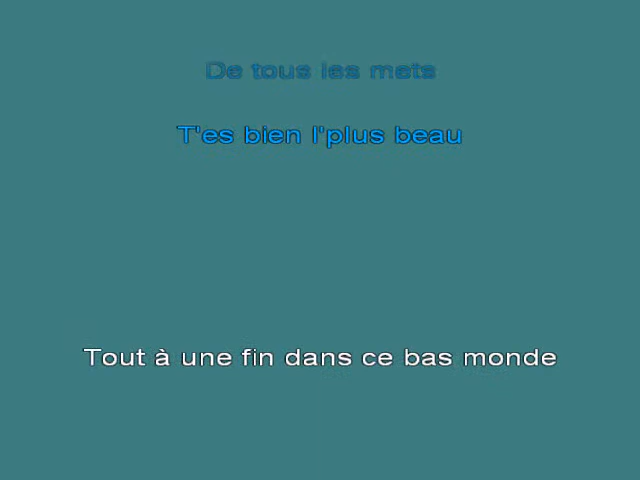 De tous les mets
T'es bien l'plus beau
Tout à une fin dans ce bas monde